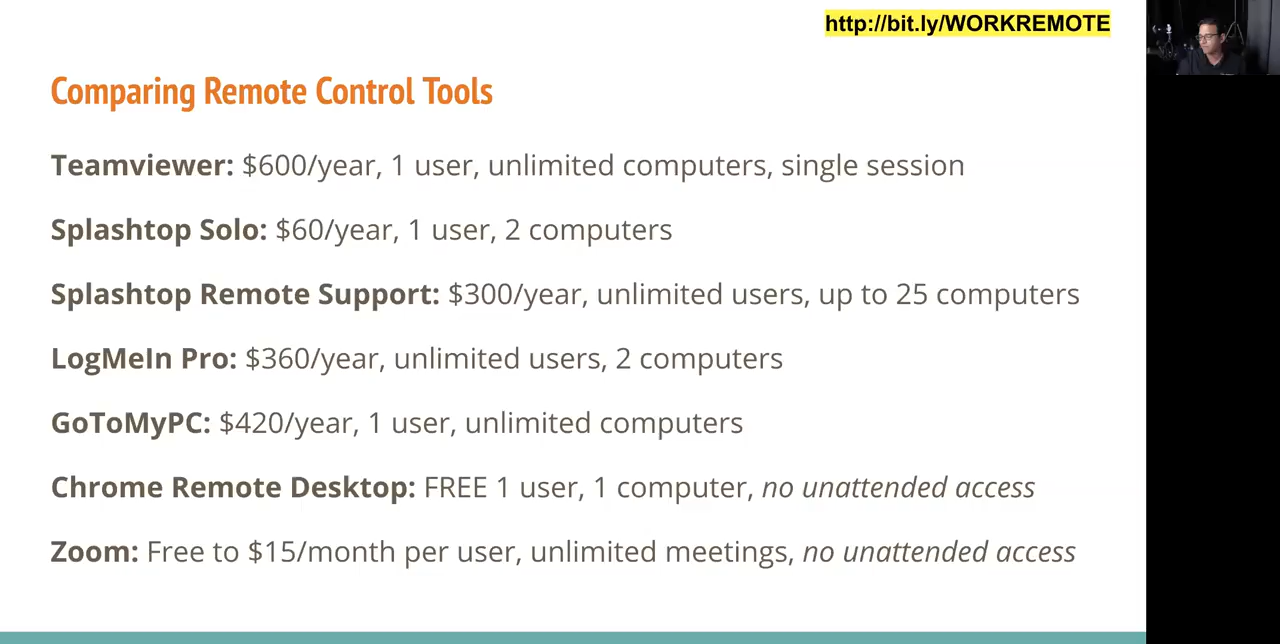 http://bit.ly/WORKREMOTE
Comparing Remote Control Tools
Teamviewer: $600/year, 1 user, unlimited computers, single session
Splashtop Solo: $60/year, 1 user, 2 computers
Splashtop Remote Support: $300/year, unlimited users, up to 25 computers
LogMeIn Pro: $360/year, unlimited users, 2 computers
GoToMyPC: $420/year, 1 user, unlimited computers
Chrome Remote Desktop: FREE 1 user, 1 computer, no unattended access
Zoom: Free to $15/month per user, unlimited meetings, no unattended access